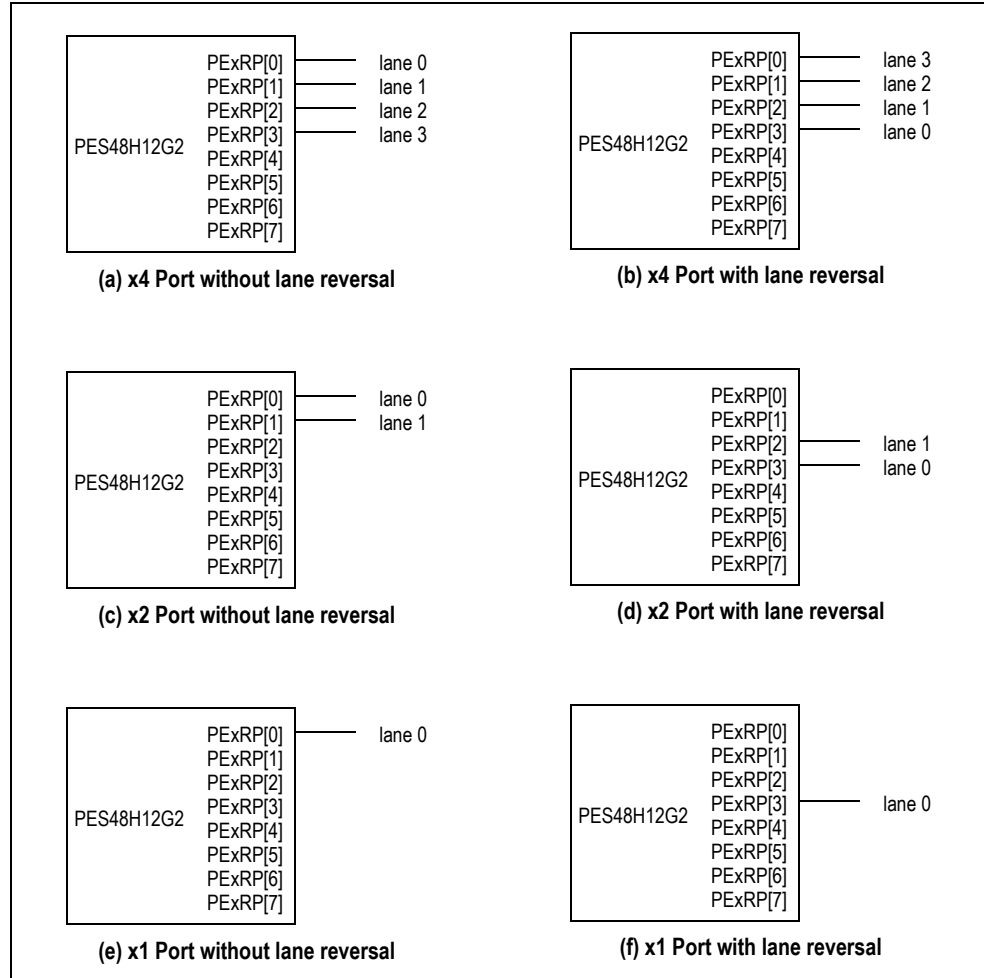 PES48H12G2
PExRP[0]
PExRP[1]
PExRP[2]
PExRP[3]
PExRP[4]
PExRP[5]
PExRP[6]
PExRP[7]
lane 0
lane 1
lane 2
lane 3
(a) x4 Port without lane reversal
PES48H12G2
PExRP[0]
PExRP[1]
PExRP[2]
PExRP[3]
PExRP[4]
PExRP[5]
PExRP[6]
PExRP[7]
lane 3
lane 2
lane 1
lane 0
(b) x4 Port with lane reversal
PES48H12G2
PExRP[0]
PExRP[1]
PExRP[2]
PExRP[3]
PExRP[4]
PExRP[5]
PExRP[6]
PExRP[7]
lane 0
lane 1
(c) x2 Port without lane reversal
PES48H12G2
PExRP[0]
PExRP[1]
PExRP[2]
PExRP[3]
PExRP[4]
PExRP[5]
PExRP[6]
PExRP[7]
lane 1
lane 0
(d) x2 Port with lane reversal
PES48H12G2
PExRP[0]
PExRP[1]
PExRP[2]
PExRP[3]
PExRP[4]
PExRP[5]
PExRP[6]
PExRP[7]
lane 0
(e) x1 Port without lane reversal
PES48H12G2
PExRP[0]
PExRP[1]
PExRP[2]
PExRP[3]
PExRP[4]
PExRP[5]
PExRP[6]
PExRP[7]
lane 0
(f) x1 Port with lane reversal